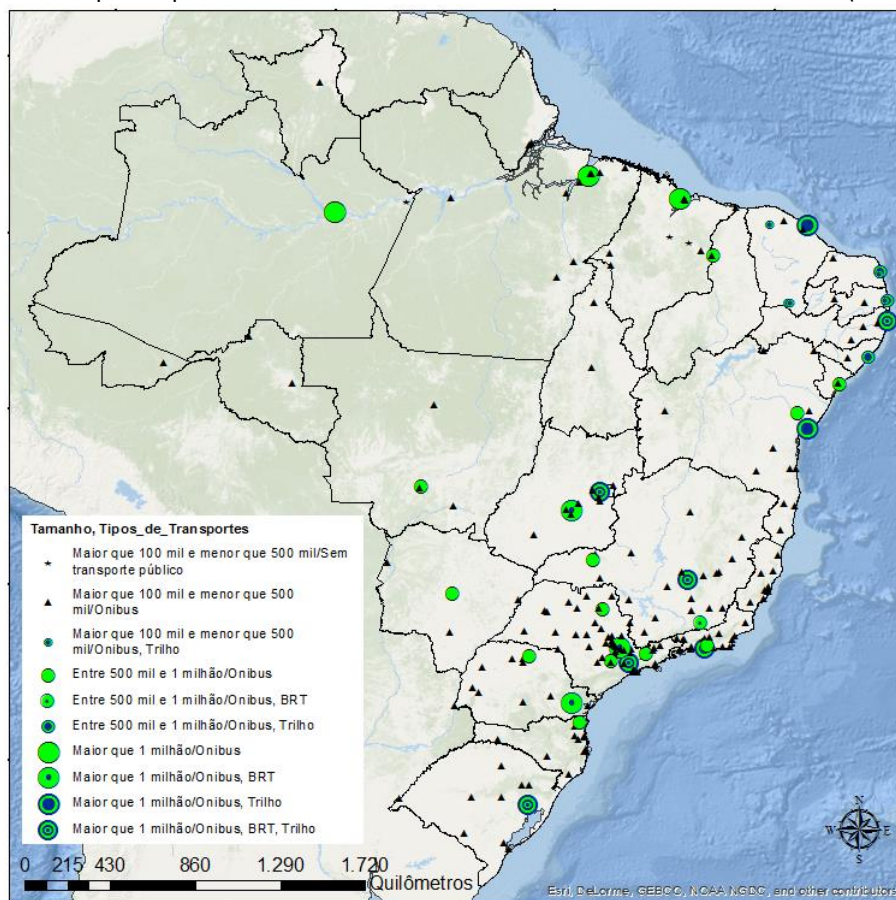 Tamanho, Tipos_de_Transportes
Maior que 100 mil e menor que 500 mil/Sem
transporte público
Maior que 100 mil e menor que 500
mil/Onibus
Maior que 100 mil e menor que 500
mil/Onibus, Trilho
Entre 500 mil e 1 milhão/Onibus
Entre 500 mil e 1 milhão/Onibus, BRT
Entre 500 mil e 1 milhão/Onibus, Trilho
Maior que 1 milhão/Onibus
Maior que 1 milhão/Onibus, BRT
Maior que 1 milhão/Onibus, Trilho
Maior que 1 milhão/Onibus, BRT, Trilho
N
W E
S
0 215 430 860 1.290 1.720
Quilômetros
Esri, DeLorme, GEBCO, NOAA NGDC, and other contributors